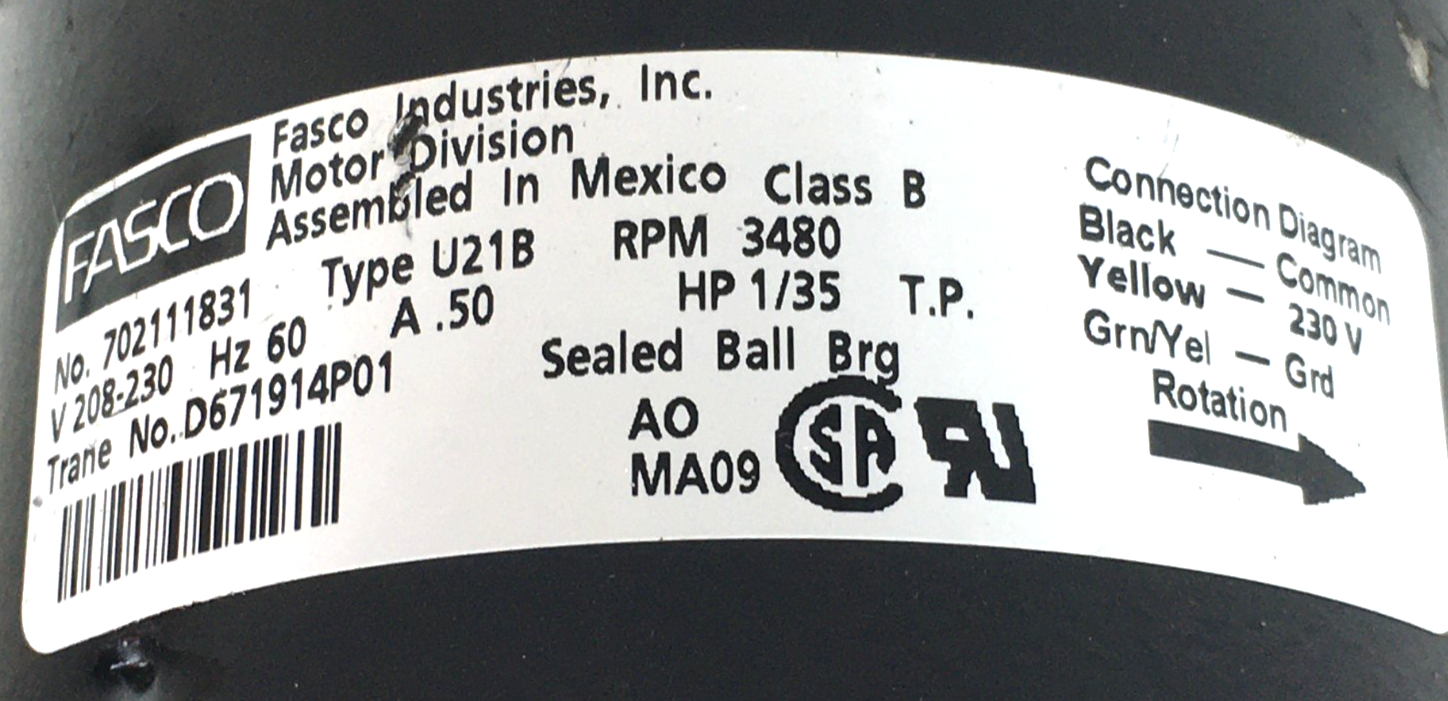 FASCO
Fasco Industries, Inc.
Motor Division
Assembled In Mexico Class B
No. 702111831 Type U21B RPM 3480
V 208-230 Hz 60 A .50 HP 1/35 T.P.
Trane No. D671914P01 Sealed Ball Brg
AO
MA09
SA RU
Connection Diagram
Black — Common
Yellow — 230 V
Grn/Yel — Grd
Rotation